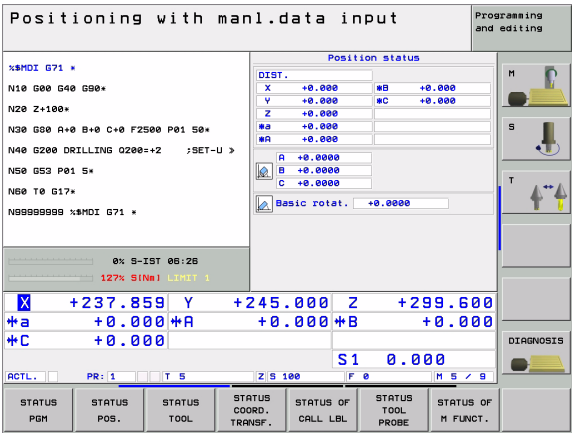 Positioning with manl.data input
Programming
and editing
%$MDI G71 *
N10 G00 G40 G90*
N20 Z+100*
N30 G80 A+0 B+0 C+0 F2500 P01 50*
N40 G200 DRILLING Q200=+2 ;SET-U »
N50 G53 P01 5*
N60 T0 G17*
N99999999 %$MDI G71 *
Position status
DIST.
X +0.000 *B +0.000
Y +0.000 *C +0.000
Z +0.000
*a +0.000
*A +0.000
A +0.0000
B +0.0000
C +0.0000
Basic rotat. +0.0000
0% S-IST 06:26
127% S[Nm] LIMIT 1
X +237.859 Y +245.000 Z +299.600
*a +0.000 *A +0.000 *B +0.000
*C +0.000
S1 0.000
ACTL. PR: 1 T 5 Z S 100 F 0 M 5 / 9
M
S
T
DIAGNOSIS
STATUS
PGM
STATUS
POS.
STATUS
TOOL
STATUS
COORD.
TRANSF.
STATUS OF
CALL LBL
STATUS
TOOL
PROBE
STATUS OF
M FUNCT.